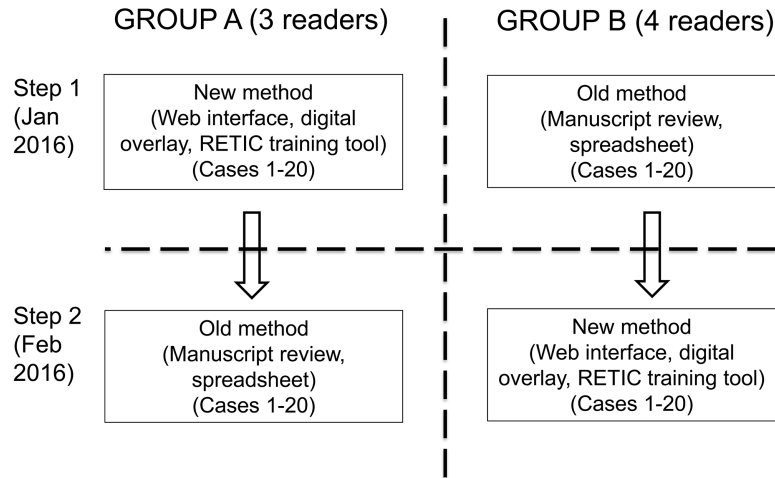 GROUP A (3 readers)
GROUP B (4 readers)
Step 1
(Jan
2016)
New method
(Web interface, digital
overlay, RETIC training tool)
(Cases 1-20)
Old method
(Manuscript review,
spreadsheet)
(Cases 1-20)
Step 2
(Feb
2016)
Old method
(Manuscript review,
spreadsheet)
(Cases 1-20)
New method
(Web interface, digital
overlay, RETIC training tool)
(Cases 1-20)